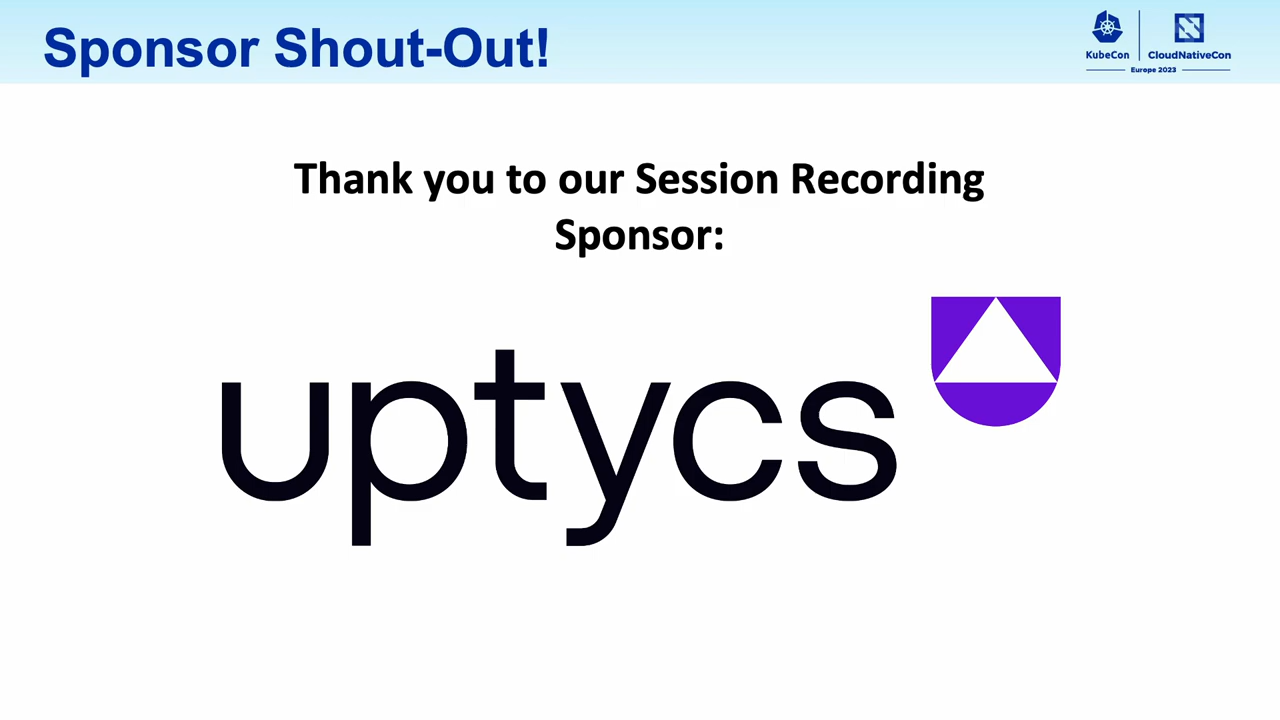 Sponsor Shout-Out!
KubeCon
CloudNativeCon
Europe 2023
Thank you to our Session Recording
Sponsor:
uptycs